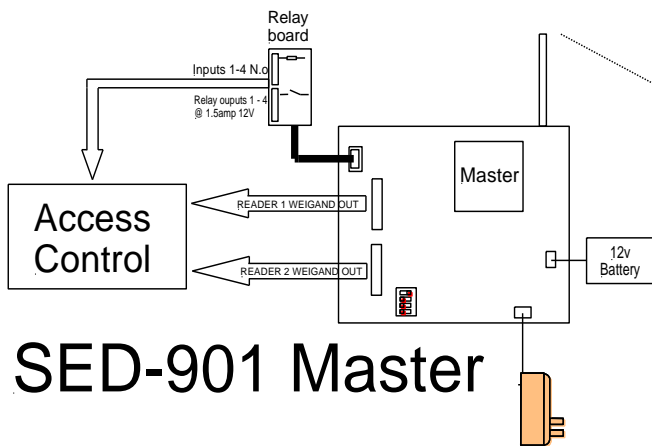 Relay
board
Inputs 1-4 N.o
Relay ouputs 1 - 4
@ 1.5amp 12V
Master
READER 1 WEIGAND OUT
Access
Control
12v
Battery
READER 2 WEIGAND OUT
SED-901 Master